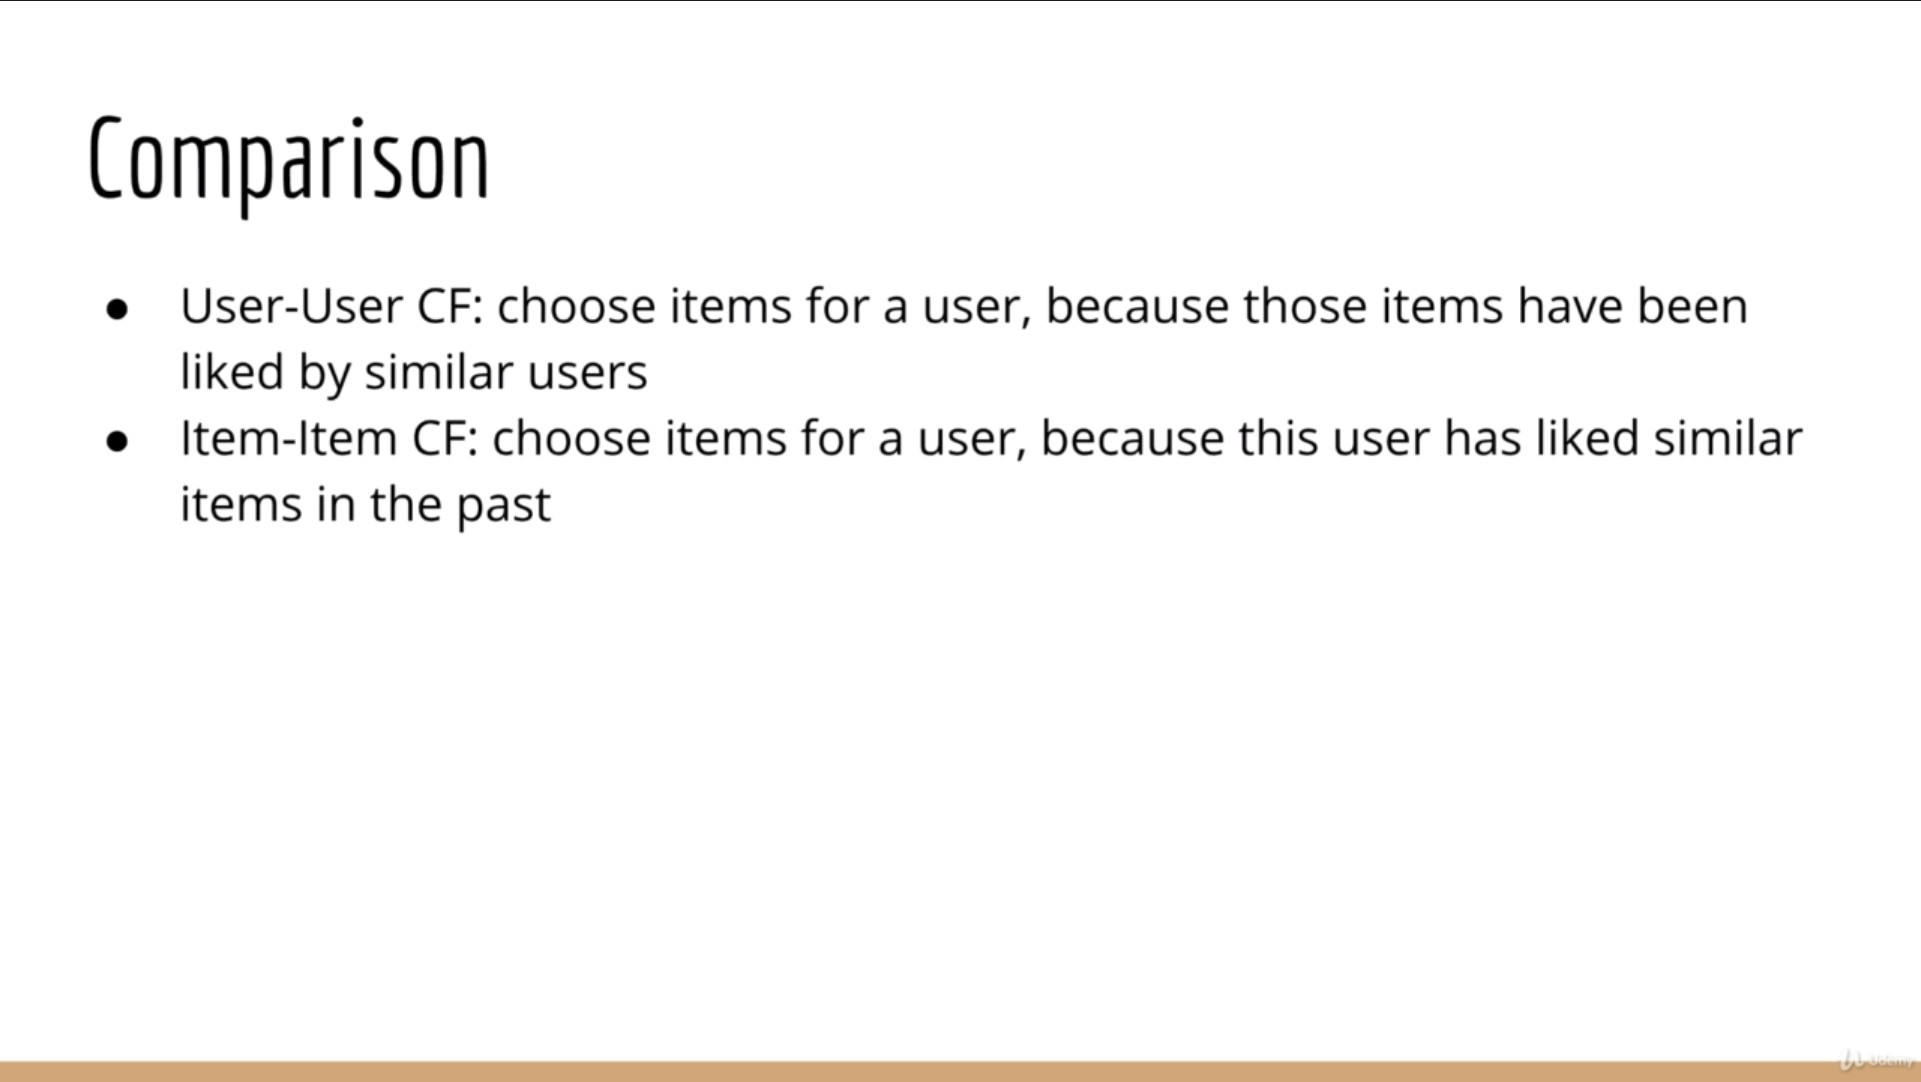 Comparison
● User-User CF: choose items for a user, because those items have been
liked by similar users
● Item-Item CF: choose items for a user, because this user has liked similar
items in the past
Udemy